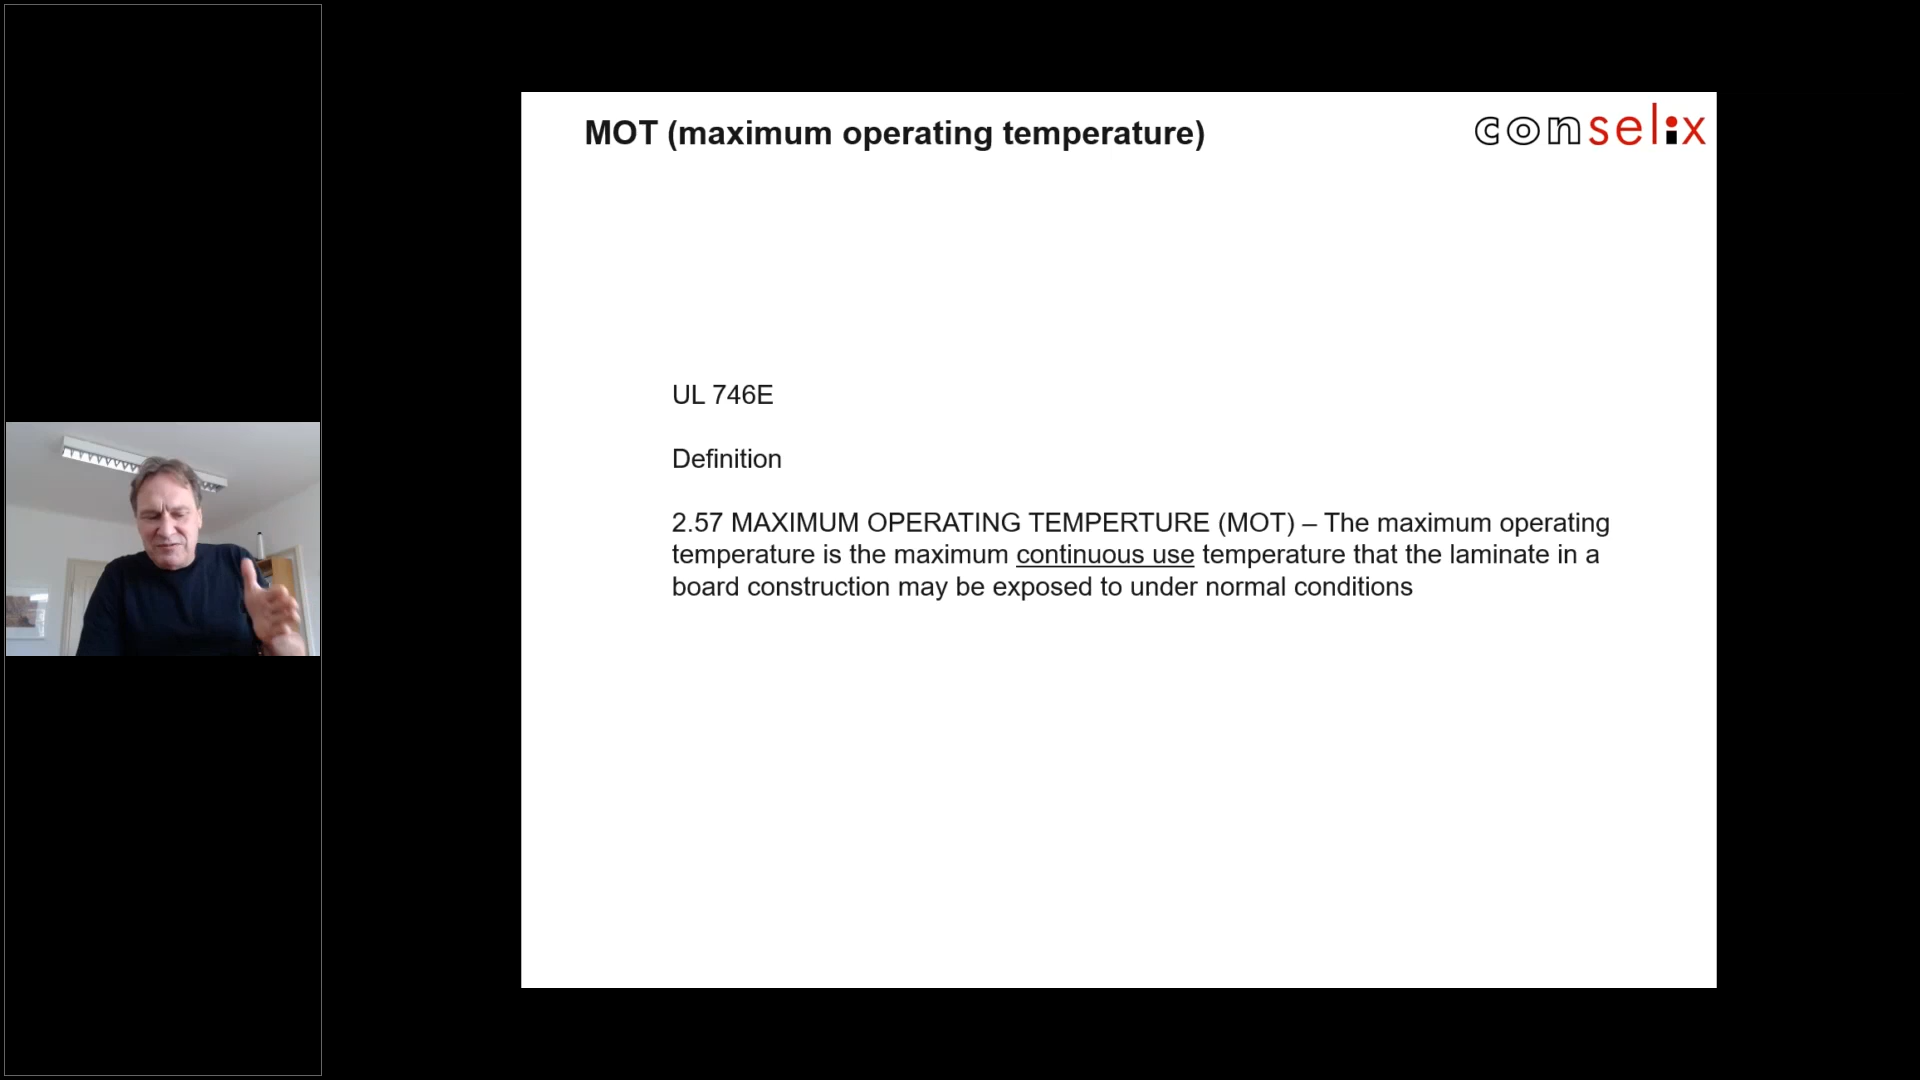 MOT (maximum operating temperature)
conselix
UL 746E
Definition
2.57 MAXIMUM OPERATING TEMPERTURE (MOT) – The maximum operating
temperature is the maximum continuous use temperature that the laminate in a
board construction may be exposed to under normal conditions